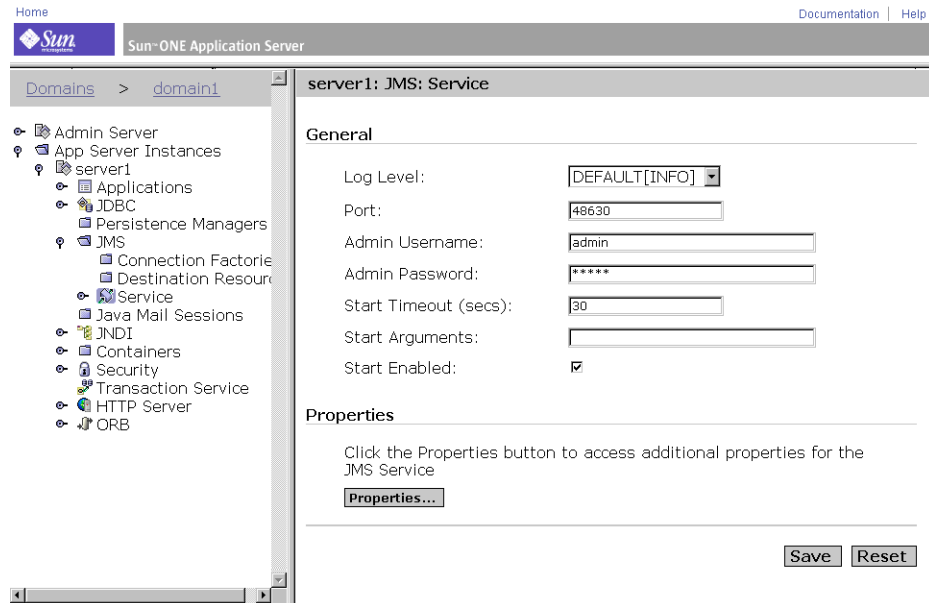 Home
Documentation | Help
Sun
microsystems
Sun™ ONE Application Server
Domains > domain1
Admin Server
App Server Instances
server1
Applications
JDBC
Persistence Managers
JMS
Connection Factorie
Destination Resour
Service
Java Mail Sessions
JNDI
Containers
Security
Transaction Service
HTTP Server
ORB
server1: JMS: Service
General
Log Level: DEFAULT[INFO]
Port: 48630
Admin Username: admin
Admin Password: *****
Start Timeout (secs): 30
Start Arguments:
Start Enabled:
Properties
Click the Properties button to access additional properties for the
JMS Service
Properties...
Save Reset